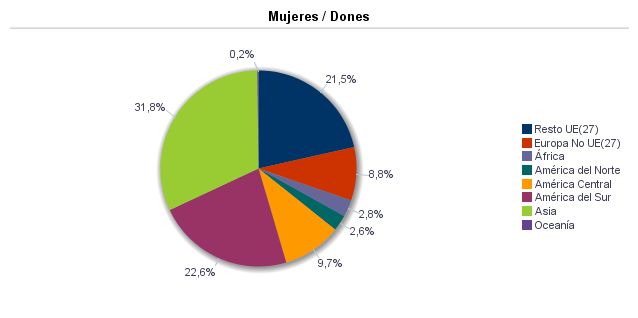 Mujeres / Dones
0,2%
21,5%
31,8%
8,8%
2,8%
2,6%
9,7%
22,6%
Resto UE(27)
Europa No UE(27)
África
América del Norte
América Central
América del Sur
Asia
Oceanía